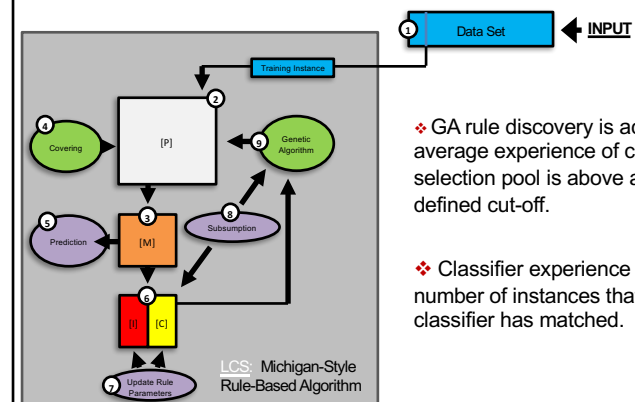 1 Data Set INPUT
Training Instance
2
4
Covering
[P]
9 Genetic
Algorithm
❖ GA rule discovery is ac
average experience of c
selection pool is above a
defined cut-off.
3
5
Prediction
[M]
8
Subsumption
6
[I] [C]
❖ Classifier experience
number of instances tha
classifier has matched.
7 Update Rule
Parameters
LCS: Michigan-Style
Rule-Based Algorithm